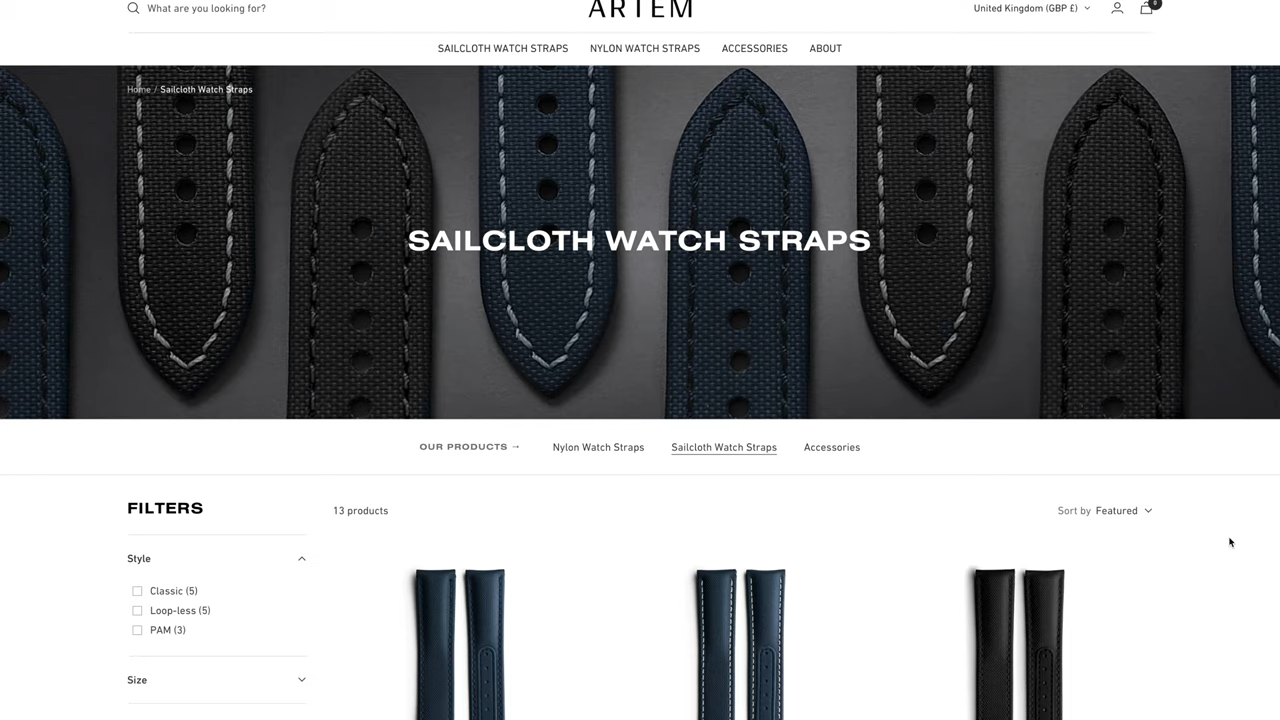 What are you looking for?
ARTEM
United Kingdom (GBP £)
0
SAILCLOTH WATCH STRAPS
NYLON WATCH STRAPS
ACCESSORIES
ABOUT
Home / Sailcloth Watch Straps
SAILCLOTH WATCH STRAPS
OUR PRODUCTS →
Nylon Watch Straps
Sailcloth Watch Straps
Accessories
FILTERS
13 products
Sort by Featured
Style
Classic (5)
Loop-less (5)
PAM (3)
Size